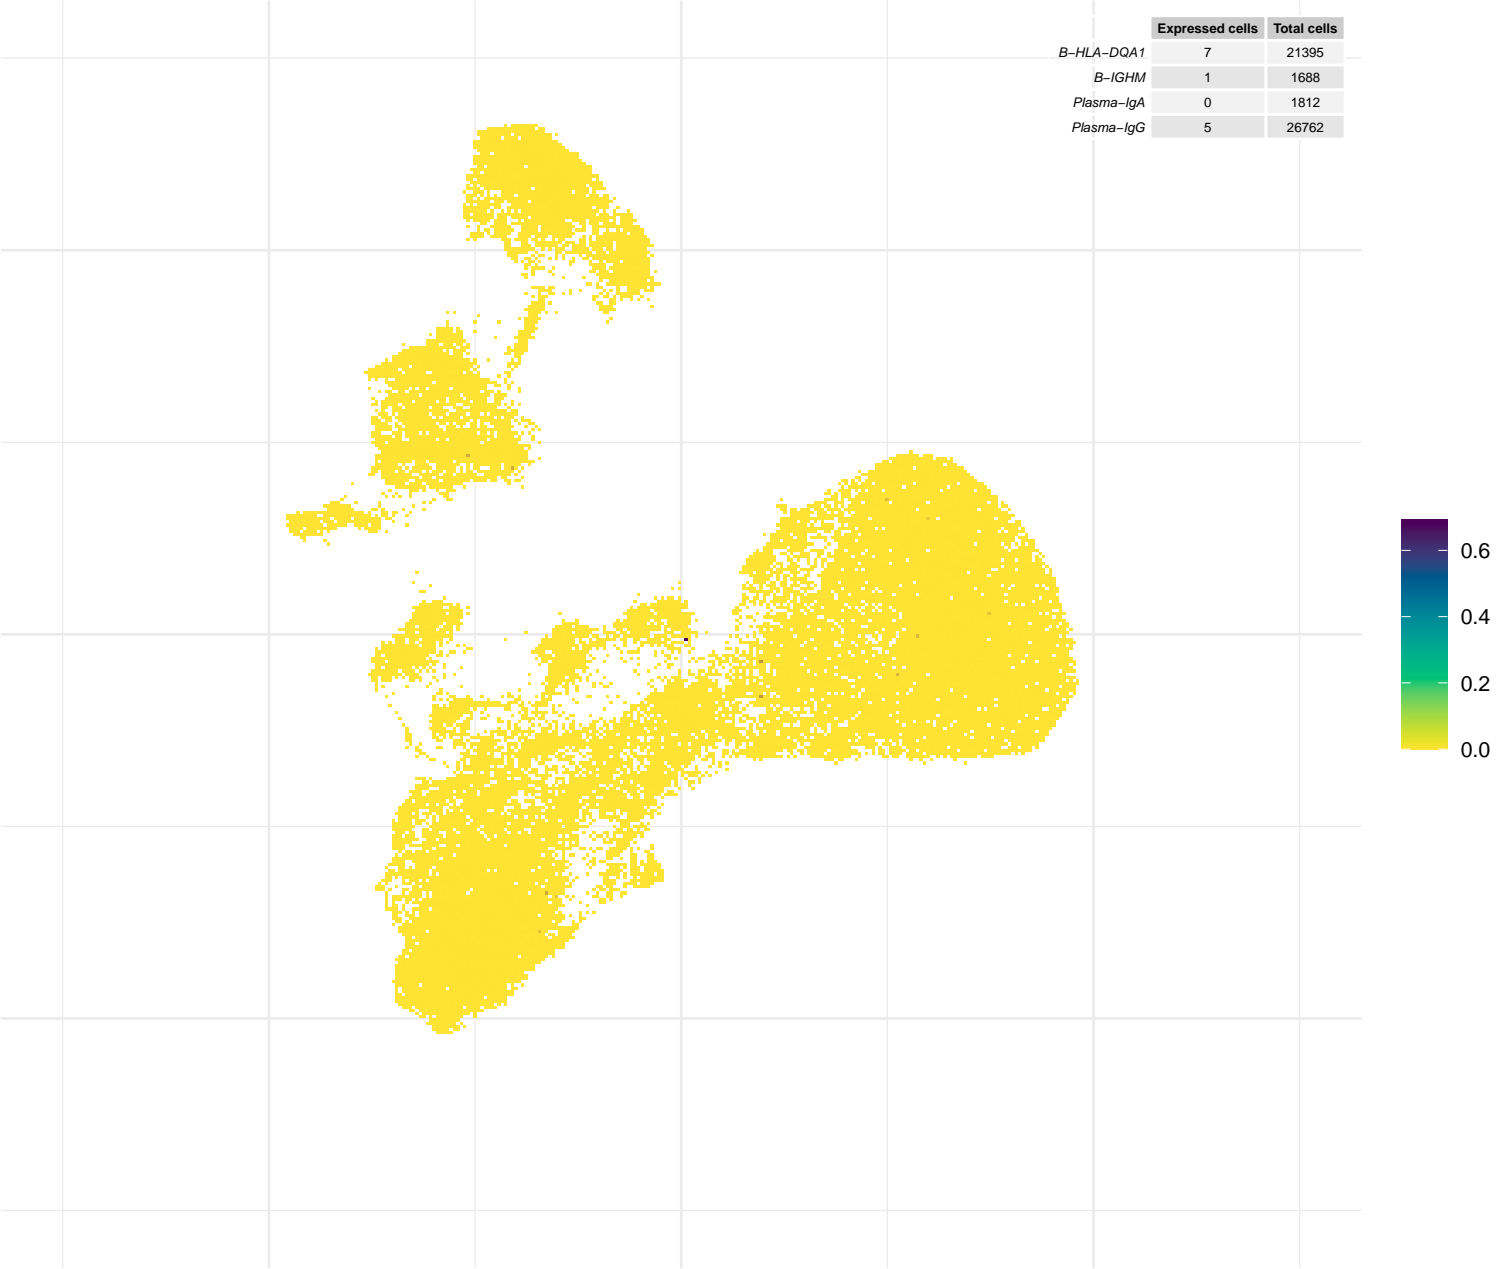 Expressed cells Total cells
B−HLA−DQA1 7 21395
B−IGHM 1 1688
Plasma−IgA 0 1812
Plasma−IgG 5 26762
0.6
0.4
0.2
0.0